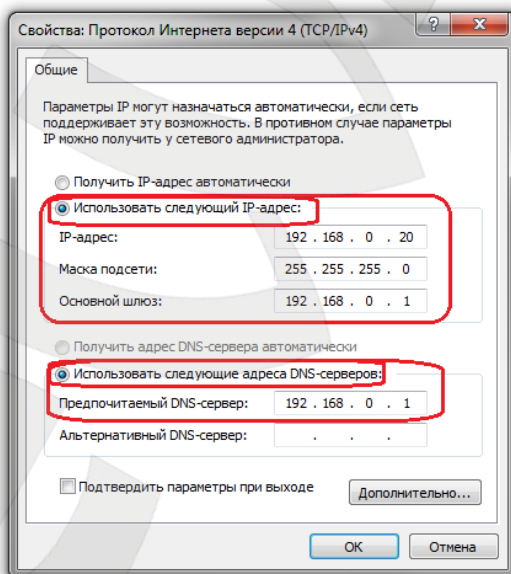 Свойства: Протокол Интернета версии 4 (TCP/IPv4)
Общие
Параметры IP могут назначаться автоматически, если сеть
поддерживает эту возможность. В противном случае параметры
IP можно получить у сетевого администратора.
Получить IP-адрес автоматически
Использовать следующий IP-адрес:
IP-адрес: 192 . 168 . 0 . 20
Маска подсети: 255 . 255 . 255 . 0
Основной шлюз: 192 . 168 . 0 . 1
Получить адрес DNS-сервера автоматически
Использовать следующие адреса DNS-серверов:
Предпочитаемый DNS-сервер: 192 . 168 . 0 . 1
Альтернативный DNS-сервер: . . .
Подтвердить параметры при выходе
Дополнительно...
ОК Отмена